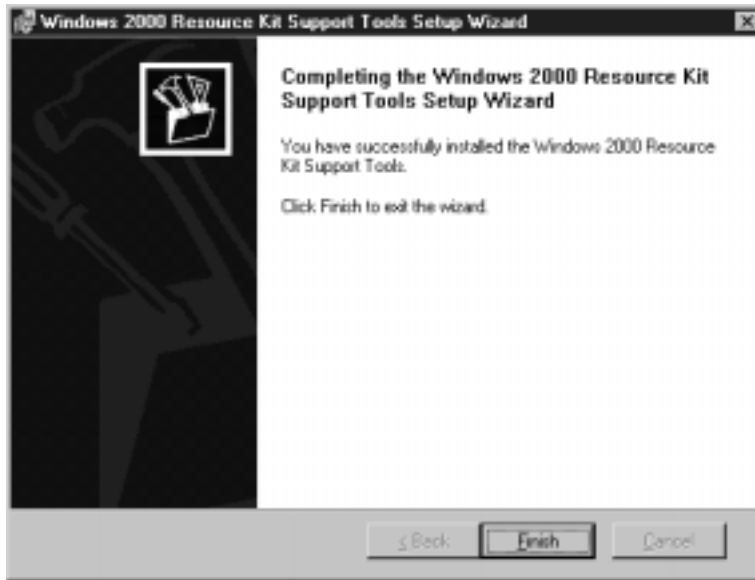 Windows 2000 Resource Kit Support Tools Setup Wizard
Completing the Windows 2000 Resource Kit
Support Tools Setup Wizard
You have successfully installed the Windows 2000 Resource
Kit Support Tools.
Click Finish to exit the wizard.
< Back
Finish
Cancel